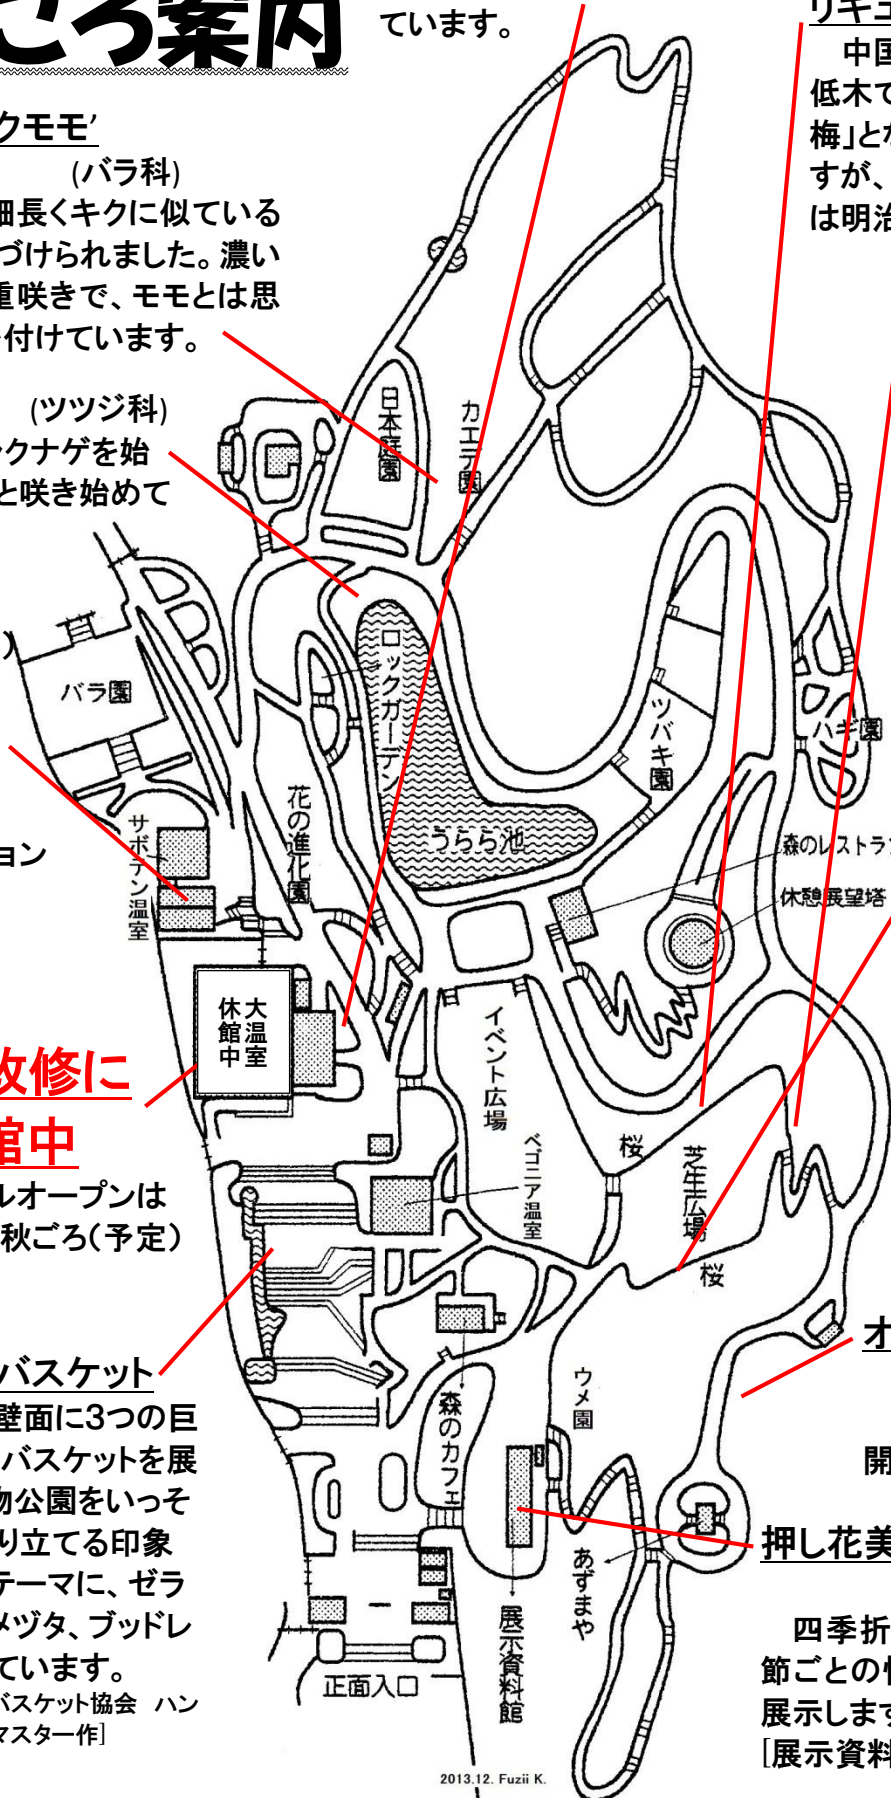 ごろ案内
ています。
クモモ’
(バラ科)
細長くキクに似ている
づけられました。濃い
重咲きで、モモとは思
付けています。
(ツツジ科)
クナゲを始
と咲き始めて
)
ョン
改修に
館中
ルオープンは
秋ごろ(予定)
バスケット
壁面に3つの巨
バスケットを展
物公園をいっそ
り立てる印象
テーマに、ゼラ
メヅタ、ブッドレ
ています。
バスケット協会 ハン
マスター作]
リキュ
中国
低木で
梅」とな
すが、
は明治
日本庭園
カエデ園
バラ園
ロックガーデン
うらら池
ツバキ園
ハギ園
花の進化園
サボテン温室
森のレストラン
休憩展望塔
大温室
休館中
イベント広場
ベゴニア温室
桜
芝生広場
桜
オ
開
ウメ園
森のカフェ
あずまや
展示資料館
正面入口
押し花美
四季折
節ごとの
展示します
[展示資料
2013.12. Fuzii K.